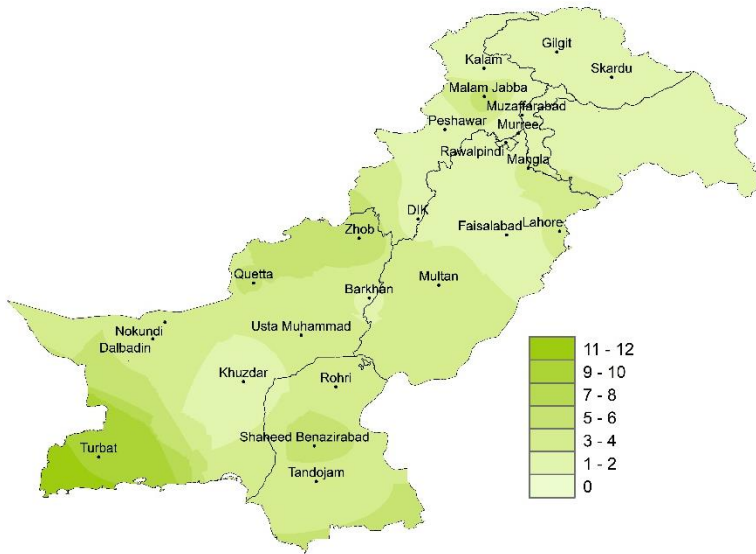 Gilgit
Kalam
Skardu
Malam Jabba
Muzaffarabad
Peshawar
Murree
Rawalpindi
Mangla
DIK
Faisalabad
Lahore
Zhob
Quetta
Multan
Barkhan
Nokundi
Usta Muhammad
Dalbadin
Khuzdar
Rohri
Shaheed Benazirabad
Turbat
Tandojam
11 - 12
9 - 10
7 - 8
5 - 6
3 - 4
1 - 2
0